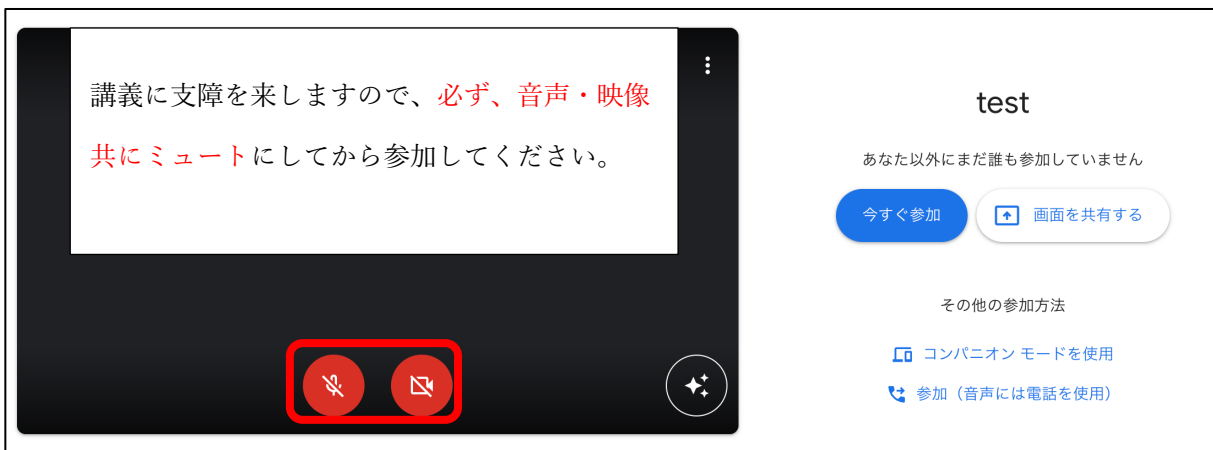 講義に支障を来しますので、必ず、音声・映像
共にミュートにしてから参加してください。
test
あなた以外にまだ誰も参加していません
今すぐ参加
画面を共有する
その他の参加方法
コンパニオン モードを使用
参加（音声には電話を使用）